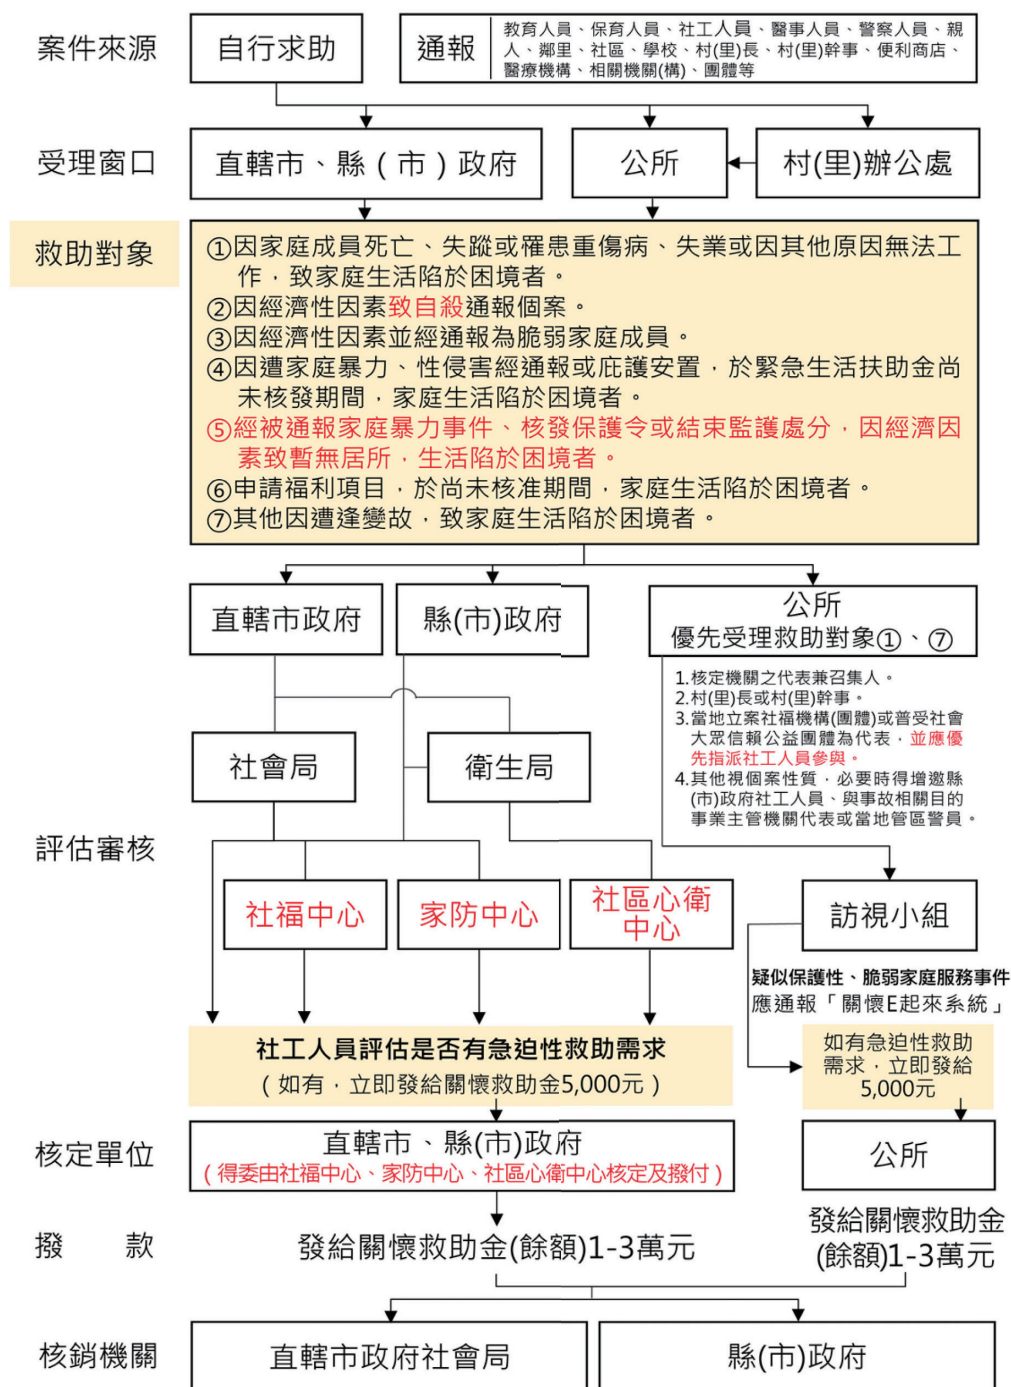 案件來源
自行求助
通報
教育人員、保育人員、社工人員、醫事人員、警察人員、親
人、鄰里、社區、學校、村(里)長、村(里)幹事、便利商店、
醫療機構、相關機關(構)、團體等
受理窗口
直轄市、縣（市）政府
公所
村(里)辦公處
救助對象
①因家庭成員死亡、失蹤或罹患重傷病、失業或因其他原因無法工
作，致家庭生活陷於困境者。
②因經濟性因素致自殺通報個案。
③因經濟性因素並經通報為脆弱家庭成員。
④因遭家庭暴力、性侵害經通報或庇護安置，於緊急生活扶助金尚
未核發期間，家庭生活陷於困境者。
⑤經被通報家庭暴力事件、核發保護令或結束監護處分，因經濟因
素致暫無居所，生活陷於困境者。
⑥申請福利項目，於尚未核准期間，家庭生活陷於困境者。
⑦其他因遭逢變故，致家庭生活陷於困境者。
直轄市政府
縣(市)政府
公所
優先受理救助對象①、⑦
1.核定機關之代表兼召集人。
2.村(里)長或村(里)幹事。
3.當地立案社福機構(團體)或普受社會
大眾信賴公益團體為代表，並應優
先指派社工人員參與。
4.其他視個案性質，必要時得增邀縣
(市)政府社工人員、與事故相關目的
事業主管機關代表或當地管區警員。
社會局
衛生局
評估審核
社福中心
家防中心
社區心衛
中心
訪視小組
疑似保護性、脆弱家庭服務事件
應通報「關懷E起來系統」
社工人員評估是否有急迫性救助需求
（如有，立即發給關懷救助金5,000元）
如有急迫性救助
需求，立即發給
5,000元
核定單位
直轄市、縣(市)政府
（得委由社福中心、家防中心、社區心衛中心核定及撥付）
公所
撥　款
發給關懷救助金(餘額)1-3萬元
發給關懷救助金
(餘額)1-3萬元
核銷機關
直轄市政府社會局
縣(市)政府